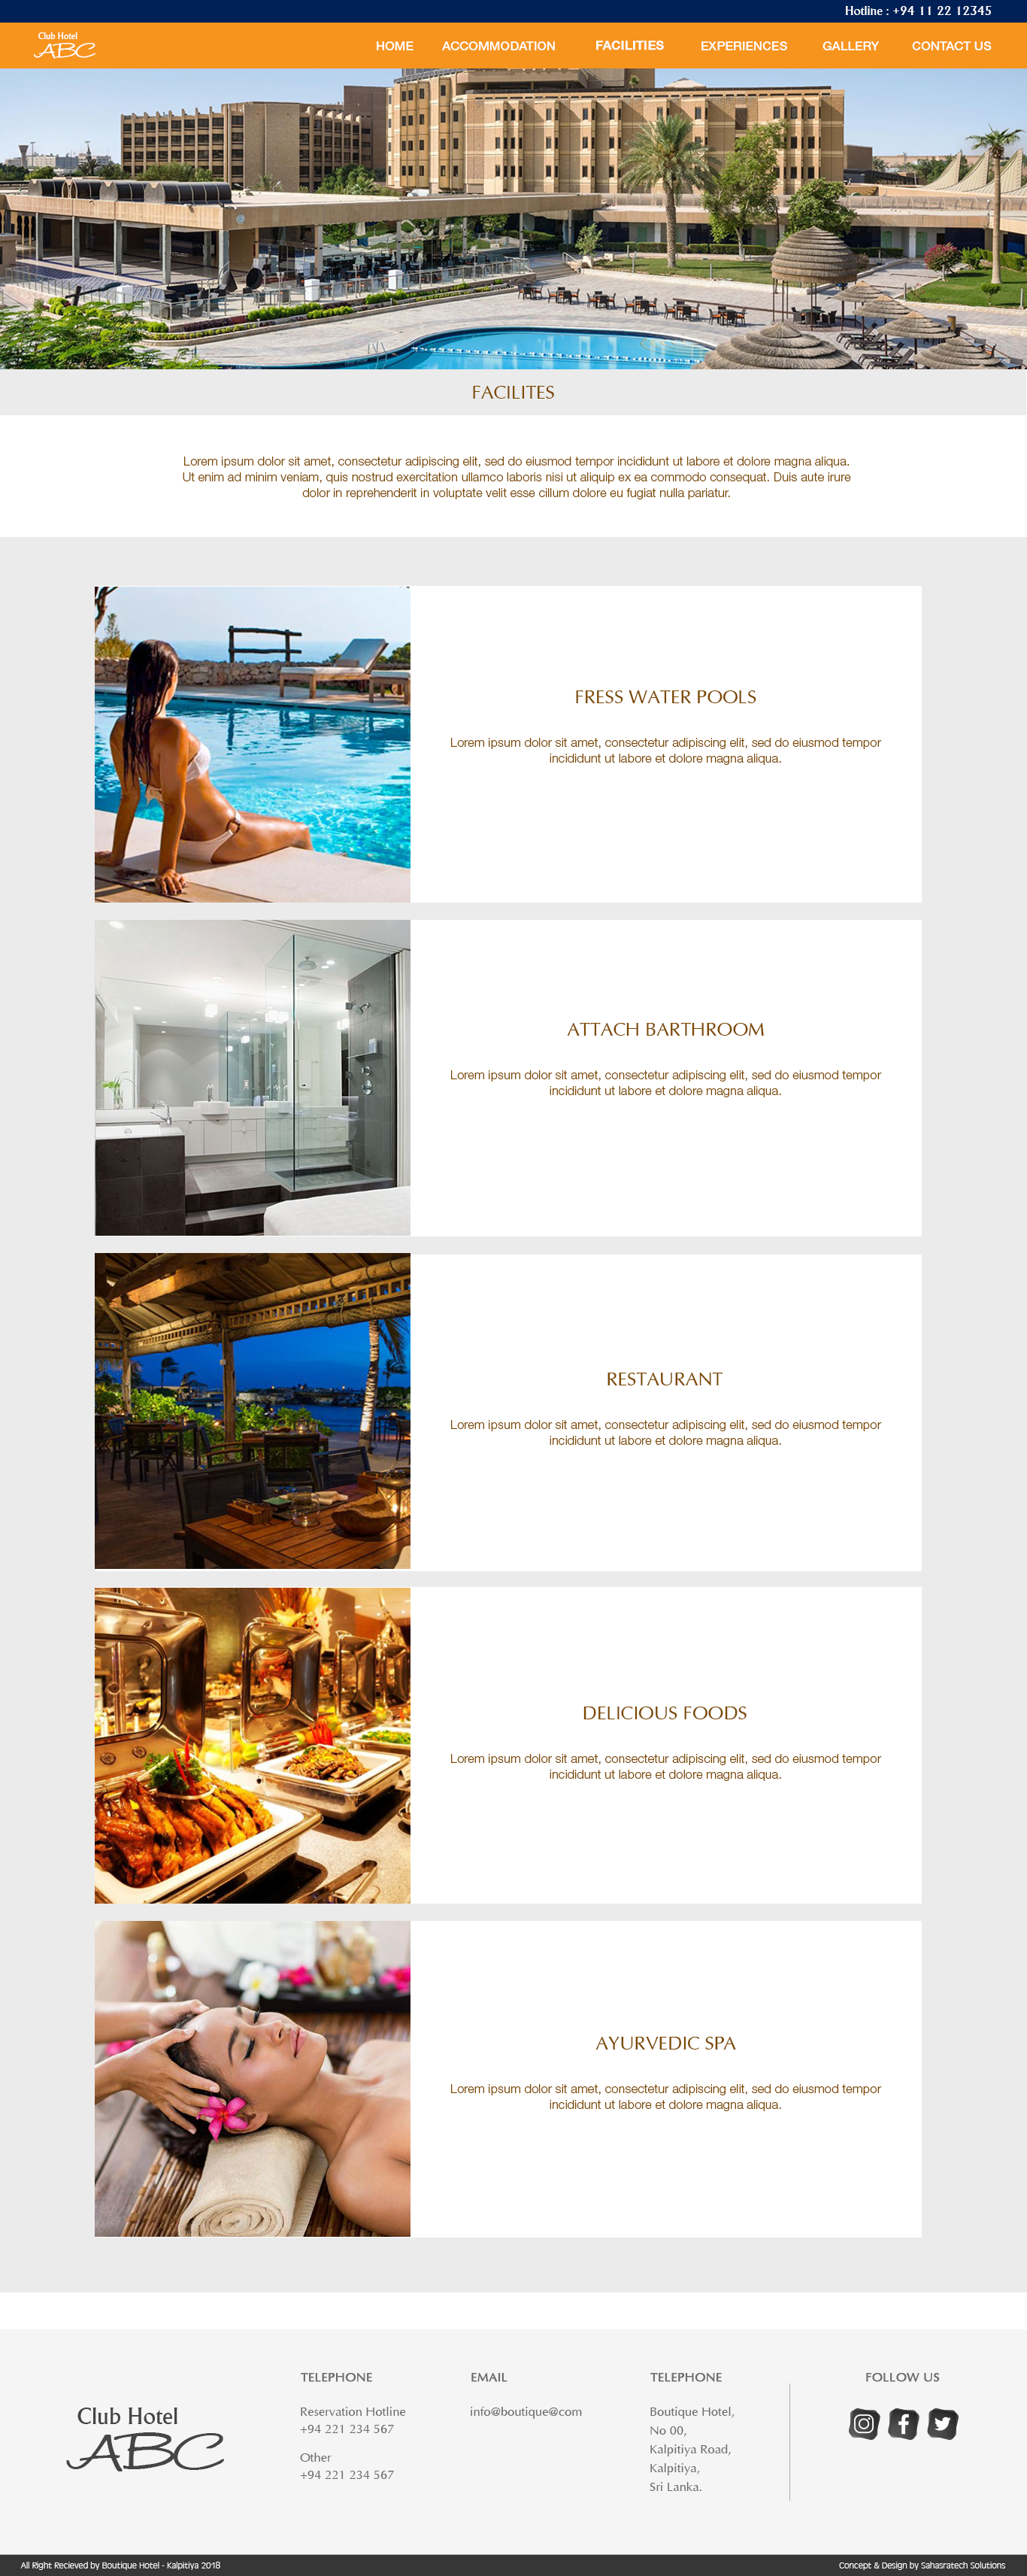 Hotline : +94 11 22 12345
Club Hotel
ABC
HOME ACCOMMODATION FACILITIES EXPERIENCES GALLERY CONTACT US
FACILITES
Lorem ipsum dolor sit amet, consectetur adipiscing elit, sed do eiusmod tempor incididunt ut labore et dolore magna aliqua.
Ut enim ad minim veniam, quis nostrud exercitation ullamco laboris nisi ut aliquip ex ea commodo consequat. Duis aute irure
dolor in reprehenderit in voluptate velit esse cillum dolore eu fugiat nulla pariatur.
FRESS WATER POOLS
Lorem ipsum dolor sit amet, consectetur adipiscing elit, sed do eiusmod tempor
incididunt ut labore et dolore magna aliqua.
ATTACH BARTHROOM
Lorem ipsum dolor sit amet, consectetur adipiscing elit, sed do eiusmod tempor
incididunt ut labore et dolore magna aliqua.
RESTAURANT
Lorem ipsum dolor sit amet, consectetur adipiscing elit, sed do eiusmod tempor
incididunt ut labore et dolore magna aliqua.
DELICIOUS FOODS
Lorem ipsum dolor sit amet, consectetur adipiscing elit, sed do eiusmod tempor
incididunt ut labore et dolore magna aliqua.
AYURVEDIC SPA
Lorem ipsum dolor sit amet, consectetur adipiscing elit, sed do eiusmod tempor
incididunt ut labore et dolore magna aliqua.
Club Hotel
ABC
TELEPHONE
Reservation Hotline
+94 221 234 567
Other
+94 221 234 567
EMAIL
info@boutique@com
TELEPHONE
Boutique Hotel,
No 00,
Kalpitiya Road,
Kalpitiya,
Sri Lanka.
FOLLOW US
All Right Recieved by Boutique Hotel - Kalpitiya 2018
Concept & Design by Sahasratech Solutions